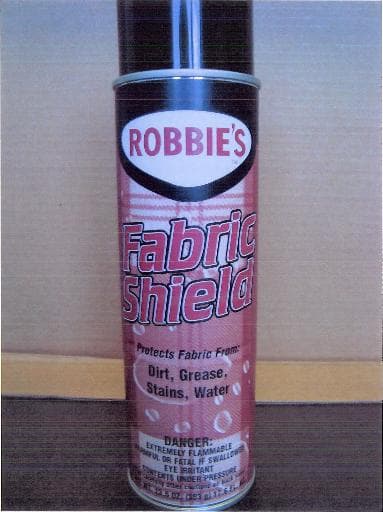 ROBBIE'S
Fabric
Shield
Protects Fabric From:
Dirt, Grease,
Stains, Water
DANGER:
EXTREMELY FLAMMABLE
HARMFUL OR FATAL IF SWALLOWED
EYE IRRITANT
CONTENTS UNDER PRESSURE